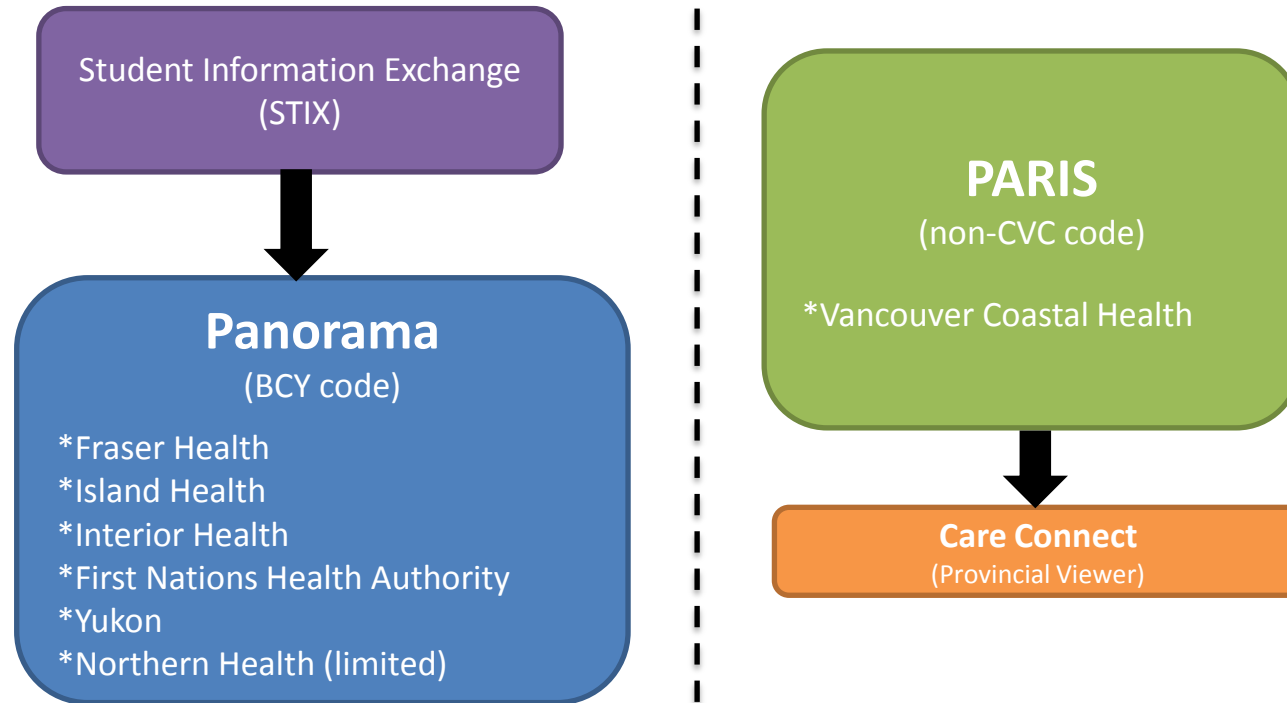 Student Information Exchange
(STIX)
Panorama
(BCY code)
*Fraser Health
*Island Health
*Interior Health
*First Nations Health Authority
*Yukon
*Northern Health (limited)
PARIS
(non-CVC code)
*Vancouver Coastal Health
Care Connect
(Provincial Viewer)